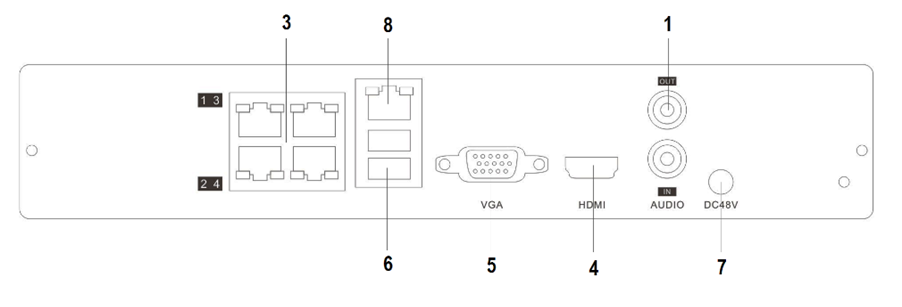 3 8 1
1 3
OUT
2 4
IN
VGA HDMI AUDIO DC48V
6 5 4 7